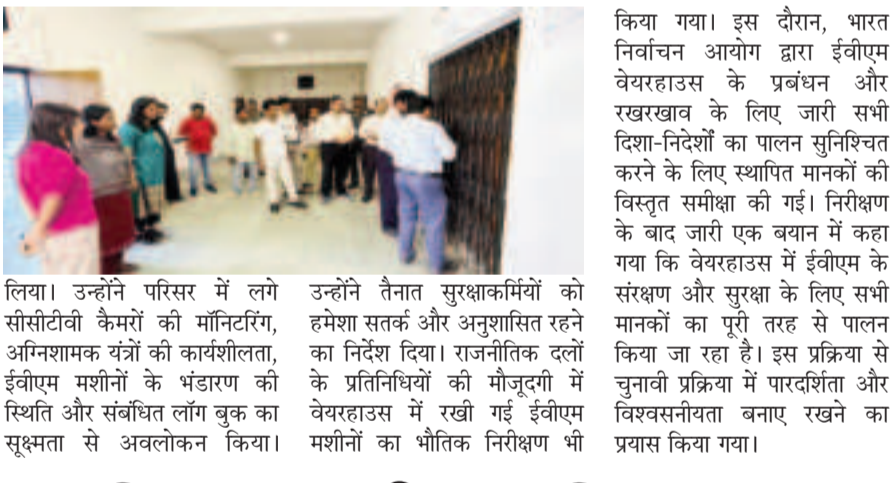 लिया। उन्होंने परिसर में लगे
सीसीटीवी कैमरों की मॉनिटरिंग,
अग्निशामक यंत्रों की कार्यशीलता,
ईवीएम मशीनों के भंडारण की
स्थिति और संबंधित लॉग बुक का
सूक्ष्मता से अवलोकन किया।
उन्होंने तैनात सुरक्षाकर्मियों को
हमेशा सतर्क और अनुशासित रहने
का निर्देश दिया। राजनीतिक दलों
के प्रतिनिधियों की मौजूदगी में
वेयरहाउस में रखी गई ईवीएम
मशीनों का भौतिक निरीक्षण भी
किया गया। इस दौरान, भारत
निर्वाचन आयोग द्वारा ईवीएम
वेयरहाउस के प्रबंधन और
रखरखाव के लिए जारी सभी
दिशा-निदेशों का पालन सुनिश्चित
करने के लिए स्थापित मानकों की
विस्तृत समीक्षा की गई। निरीक्षण
के बाद जारी एक बयान में कहा
गया कि वेयरहाउस में ईवीएम के
संरक्षण और सुरक्षा के लिए सभी
मानकों का पूरी तरह से पालन
किया जा रहा है। इस प्रक्रिया से
चुनावी प्रक्रिया में पारदर्शिता और
विश्वसनीयता बनाए रखने का
प्रयास किया गया।